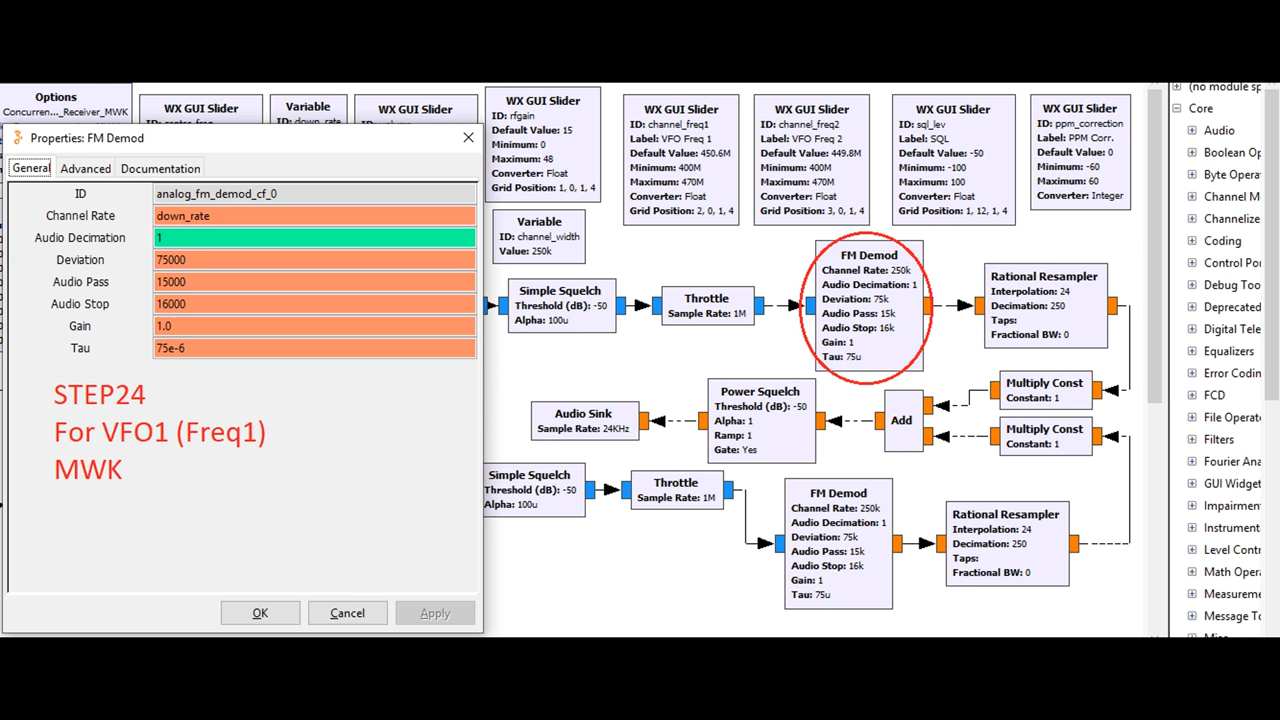 Options
Concurren..._Receiver_MWK
WX GUI Slider
Variable
ID: down_rate
WX GUI Slider
WX GUI Slider
ID: rfgain
Default Value: 15
Minimum: 0
Maximum: 48
Converter: Float
Grid Position: 1, 0, 1, 4
WX GUI Slider
ID: channel_freq1
Label: VFO Freq 1
Default Value: 450.6M
Minimum: 400M
Maximum: 470M
Converter: Float
Grid Position: 2, 0, 1, 4
WX GUI Slider
ID: channel_freq2
Label: VFO Freq 2
Default Value: 449.8M
Minimum: 400M
Maximum: 470M
Converter: Float
Grid Position: 3, 0, 1, 4
WX GUI Slider
ID: sql_lev
Label: SQL
Default Value: -50
Minimum: -100
Maximum: 100
Converter: Float
Grid Position: 1, 12, 1, 4
WX GUI Slider
ID: ppm_correction
Label: PPM Corr.
Default Value: 0
Minimum: -60
Maximum: 60
Converter: Integer
Variable
ID: channel_width
Value: 250k
Properties: FM Demod
General
Advanced
Documentation
ID analog_fm_demod_cf_0
Channel Rate down_rate
Audio Decimation 1
Deviation 75000
Audio Pass 15000
Audio Stop 16000
Gain 1.0
Tau 75e-6
STEP24
For VFO1 (Freq1)
MWK
OK
Cancel
Apply
Simple Squelch
Threshold (dB): -50
Alpha: 100u
Throttle
Sample Rate: 1M
FM Demod
Channel Rate: 250k
Audio Decimation: 1
Deviation: 75k
Audio Pass: 15k
Audio Stop: 16k
Gain: 1
Tau: 75u
Rational Resampler
Interpolation: 24
Decimation: 250
Taps:
Fractional BW: 0
Multiply Const
Constant: 1
Multiply Const
Constant: 1
Add
Power Squelch
Threshold (dB): -50
Alpha: 1
Ramp: 1
Gate: Yes
Audio Sink
Sample Rate: 24KHz
Simple Squelch
Threshold (dB): -50
Alpha: 100u
Throttle
Sample Rate: 1M
FM Demod
Channel Rate: 250k
Audio Decimation: 1
Deviation: 75k
Audio Pass: 15k
Audio Stop: 16k
Gain: 1
Tau: 75u
Rational Resampler
Interpolation: 24
Decimation: 250
Taps:
Fractional BW: 0
(no module sp
Core
Audio
Boolean Op
Byte Opera
Channel M
Channelize
Coding
Control Po
Debug Too
Deprecated
Digital Tele
Equalizers
Error Codin
FCD
File Operat
Filters
Fourier Ana
GUI Widge
Impairmen
Instrument
Level Contr
Math Opera
Measureme
Message To